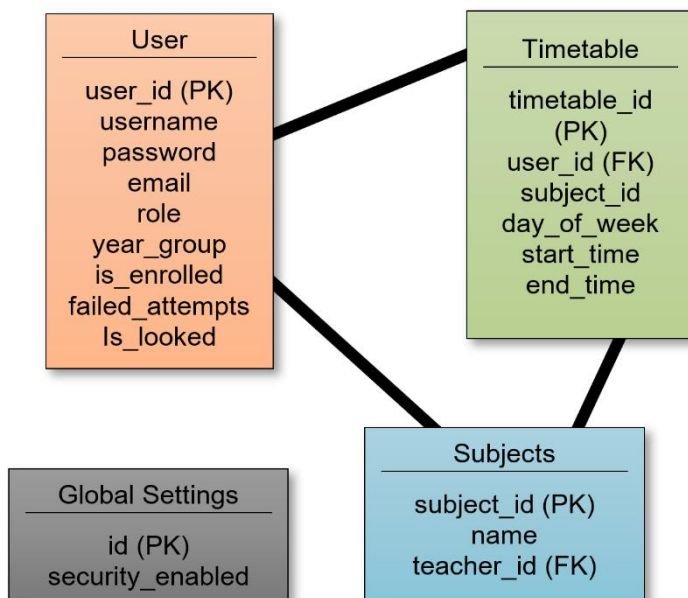 User
user_id (PK)
username
password
email
role
year_group
is_enrolled
failed_attempts
Is_looked
Timetable
timetable_id
(PK)
user_id (FK)
subject_id
day_of_week
start_time
end_time
Global Settings
id (PK)
security_enabled
Subjects
subject_id (PK)
name
teacher_id (FK)